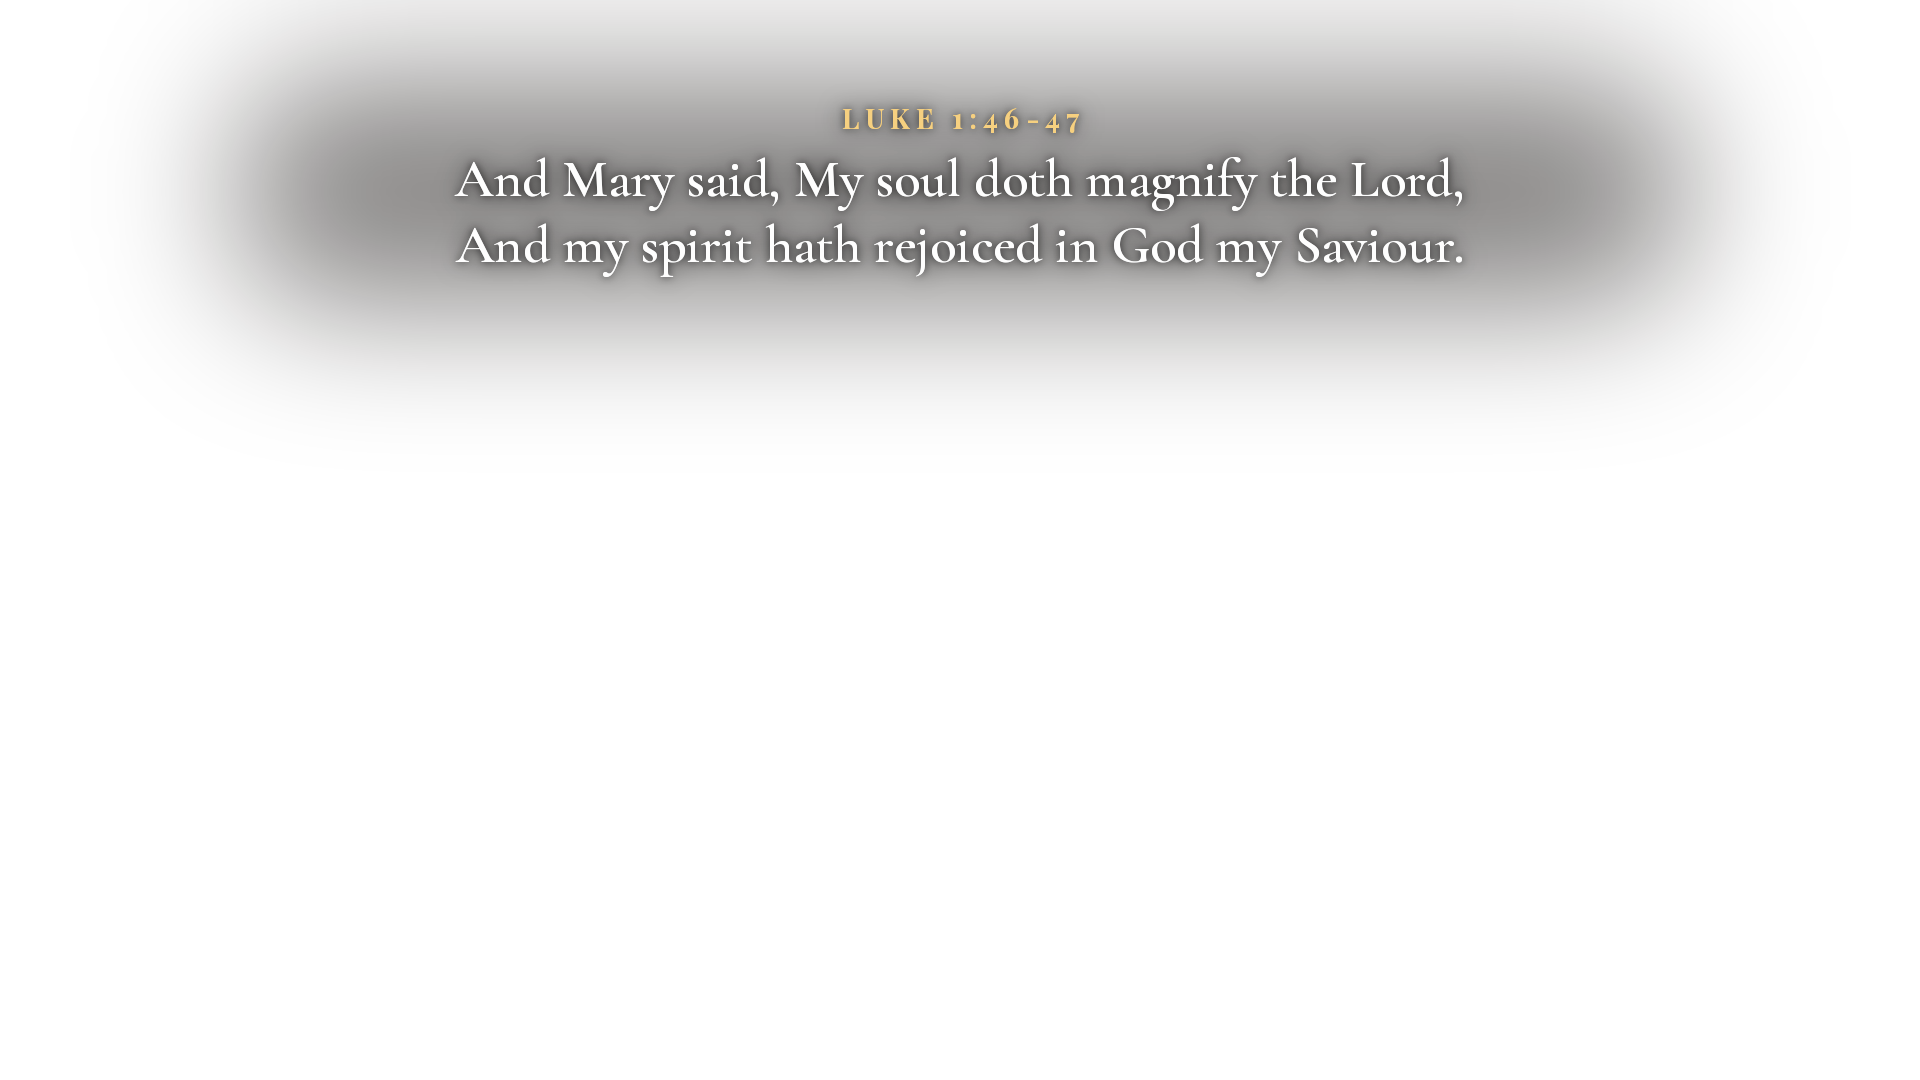 LUKE 1:46-47
And Mary said, My soul doth magnify the Lord,
And my spirit hath rejoiced in God my Saviour.